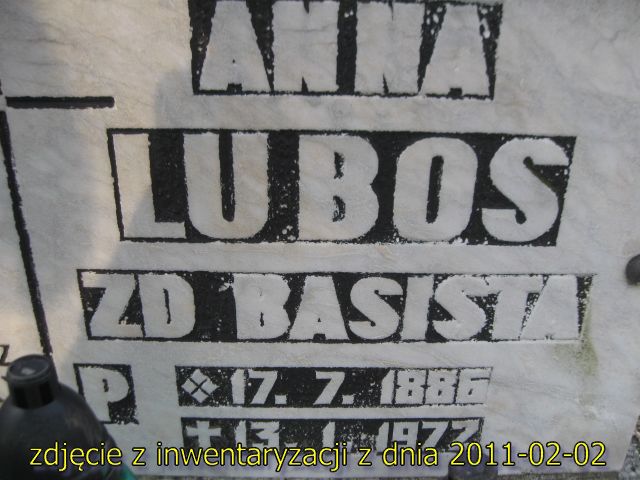 ANNA
LUBOS
ZD BASISTA
P 17. 7. 1886
13. 1. 1977
zdjęcie z inwentaryzacji z dnia 2011-02-02